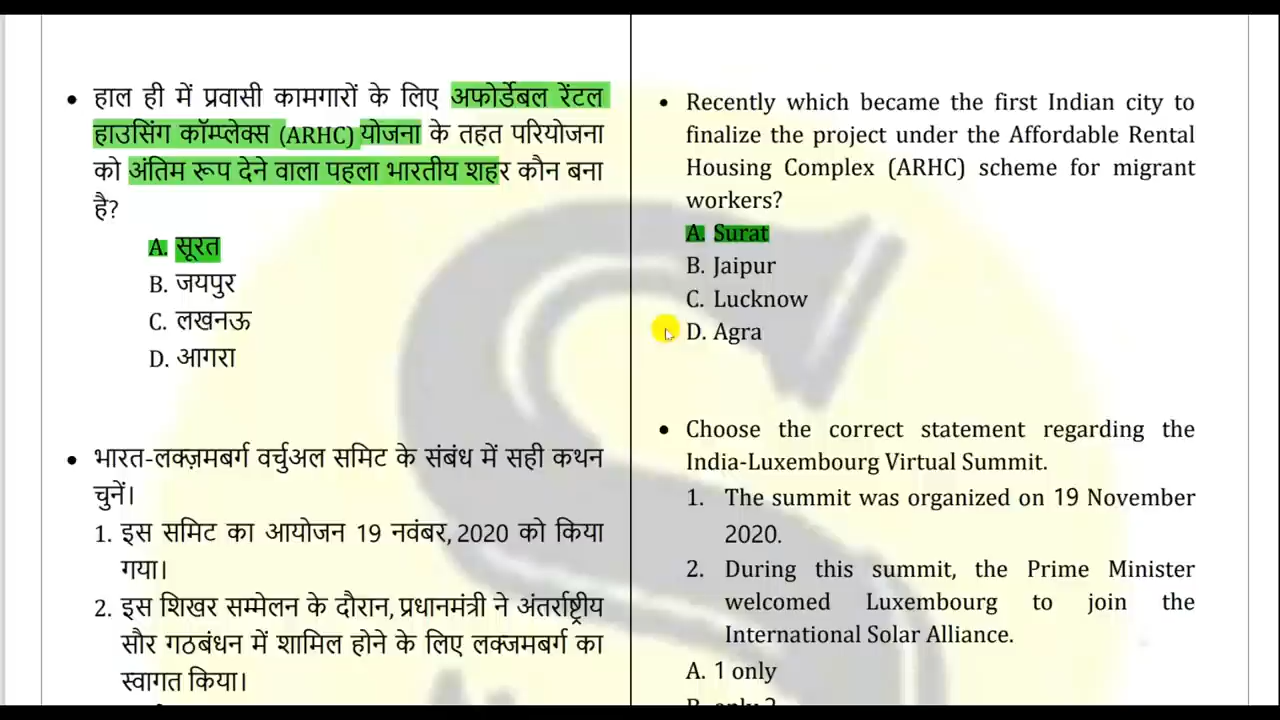 • हाल ही में प्रवासी कामगारों के लिए अफोर्डेबल रेंटल
हाउसिंग कॉम्प्लेक्स (ARHC) योजना के तहत परियोजना
को अंतिम रूप देने वाला पहला भारतीय शहर कौन बना
है?
A. सूरत
B. जयपुर
C. लखनऊ
D. आगरा
• भारत-लक्ज़मबर्ग वर्चुअल समिट के संबंध में सही कथन
चुनें।
1. इस समिट का आयोजन 19 नवंबर, 2020 को किया
गया।
2. इस शिखर सम्मेलन के दौरान, प्रधानमंत्री ने अंतर्राष्ट्रीय
सौर गठबंधन में शामिल होने के लिए लक्जमबर्ग का
स्वागत किया।
• Recently which became the first Indian city to
finalize the project under the Affordable Rental
Housing Complex (ARHC) scheme for migrant
workers?
A. Surat
B. Jaipur
C. Lucknow
D. Agra
• Choose the correct statement regarding the
India-Luxembourg Virtual Summit.
1. The summit was organized on 19 November
2020.
2. During this summit, the Prime Minister
welcomed Luxembourg to join the
International Solar Alliance.
A. 1 only
B. only 2